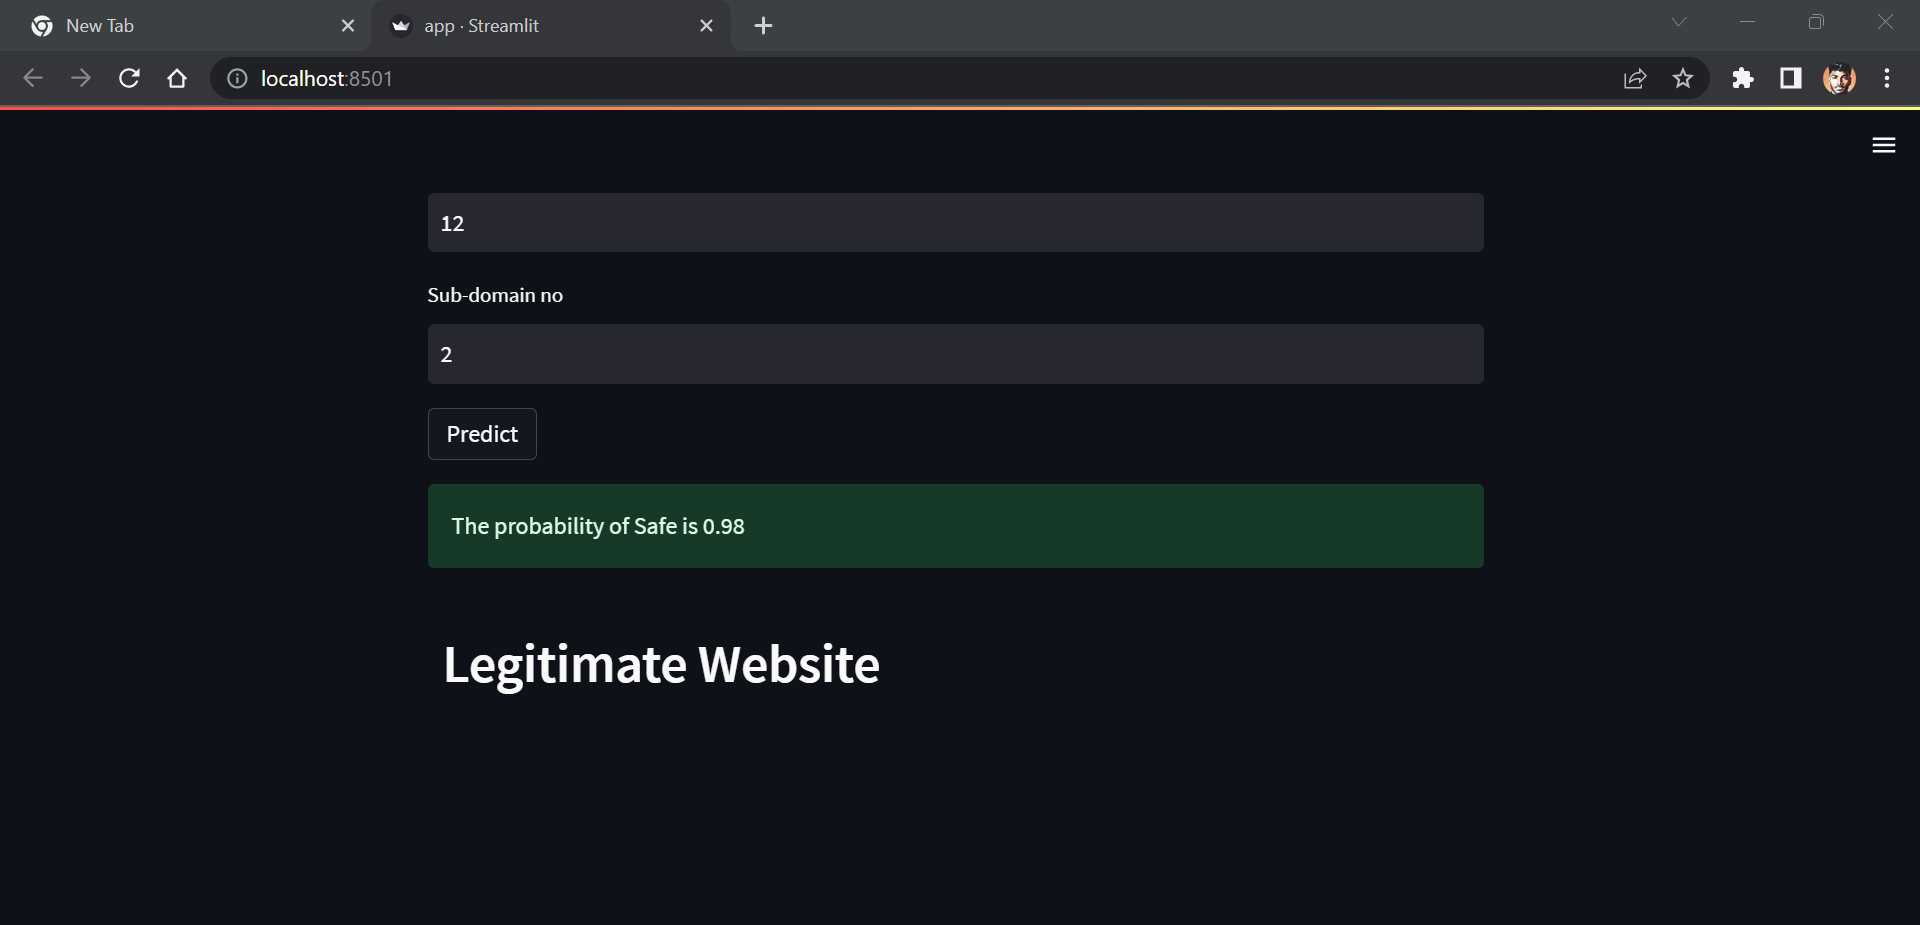 New Tab
app · Streamlit
localhost:8501
12
Sub-domain no
2
Predict
The probability of Safe is 0.98
Legitimate Website